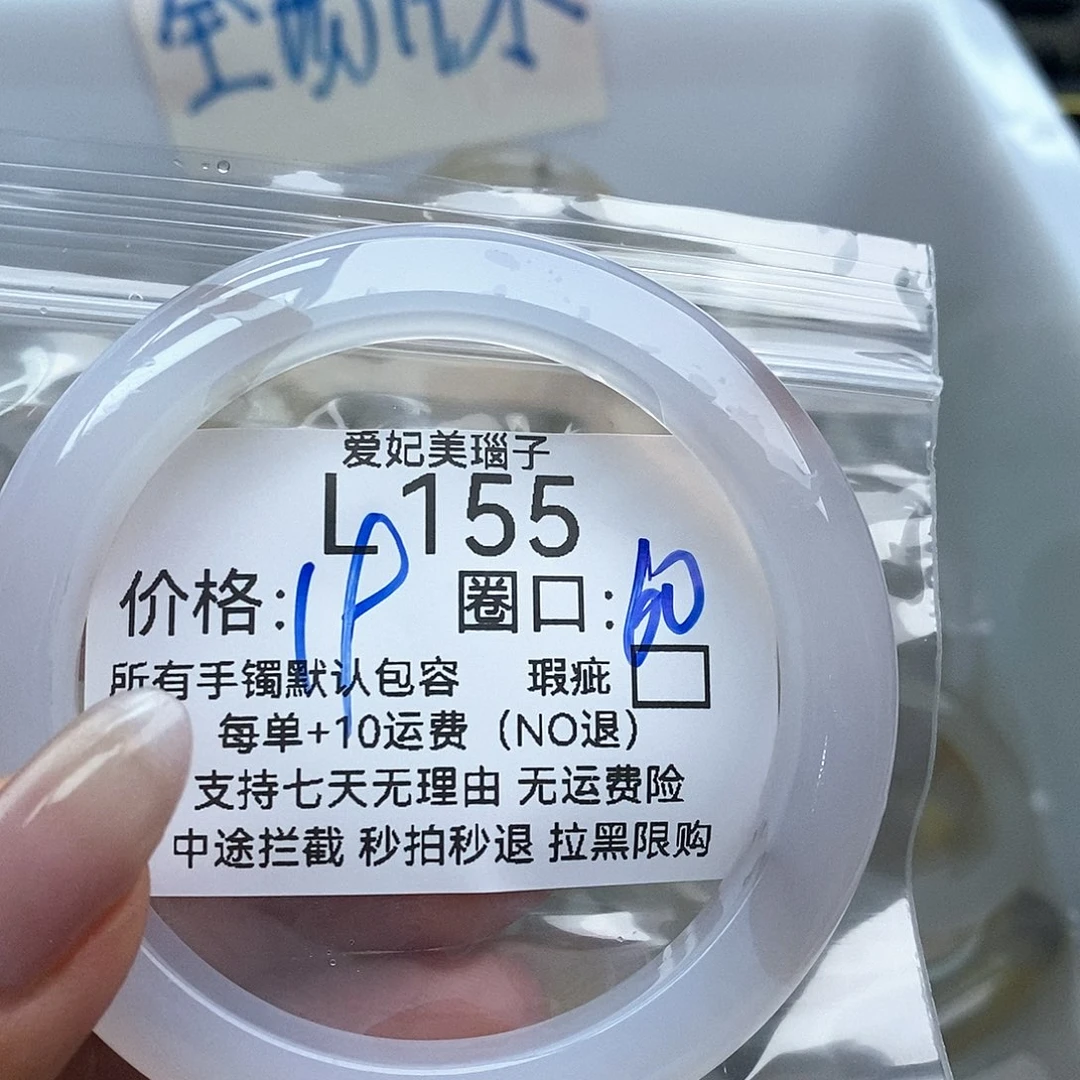 爱妃美瑙子
L155
价格: 圈口:60
所有手镯默认包容 瑕疵
每单+10运费（NO退）
支持七天无理由 无运费险
中途拦截 秒拍秒退 拉黑限购